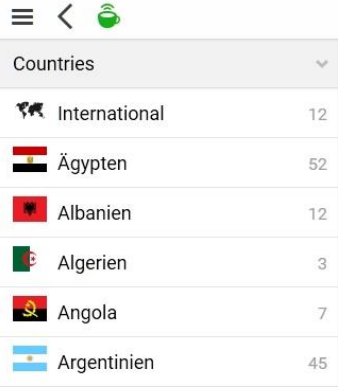 Countries
International 12
Ägypten 52
Albanien 12
Algerien 3
Angola 7
Argentinien 45